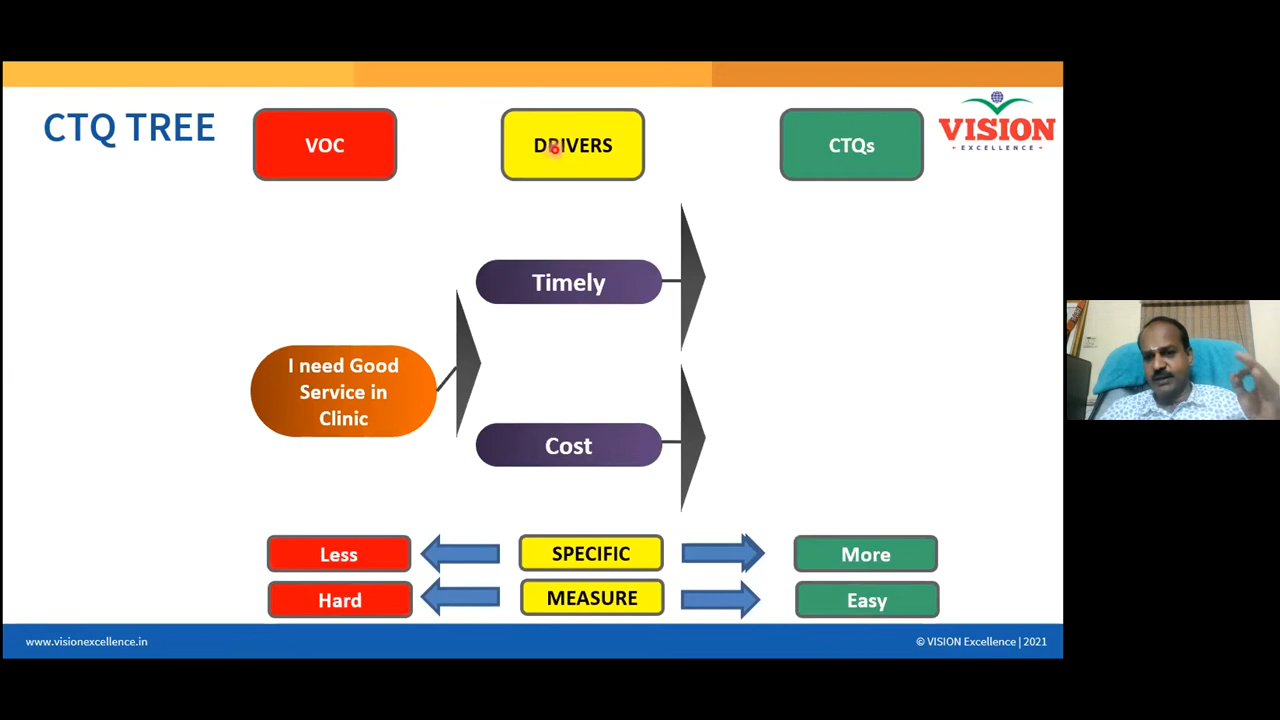 CTQ TREE
VOC
DRIVERS
CTQs
VISION
EXCELLENCE
Timely
I need Good
Service in
Clinic
Cost
Less
SPECIFIC
More
Hard
MEASURE
Easy
www.visionexcellence.in
© VISION Excellence | 2021